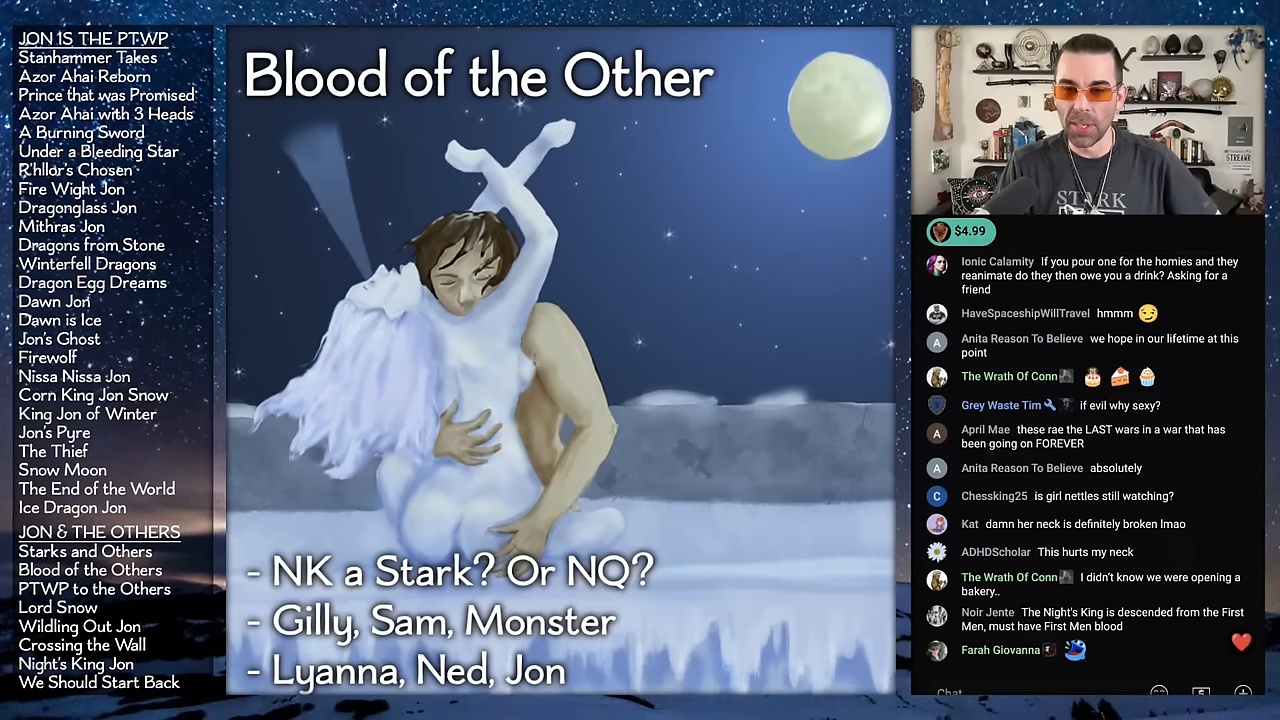 JON IS THE PTWP
Stanhammer Takes
Azor Ahai Reborn
Prince that was Promised
Azor Ahai with 3 Heads
A Burning Sword
Under a Bleeding Star
R'hllor's Chosen
Fire Wight Jon
Dragonglass Jon
Mithras Jon
Dragons from Stone
Winterfell Dragons
Dragon Egg Dreams
Dawn Jon
Dawn is Ice
Jon's Ghost
Firewolf
Nissa Nissa Jon
Corn King Jon Snow
King Jon of Winter
Jon's Pyre
The Thief
Snow Moon
The End of the World
Ice Dragon Jon
JON & THE OTHERS
Starks and Others
Blood of the Others
PTWP to the Others
Lord Snow
Wildling Out Jon
Crossing the Wall
Night's King Jon
We Should Start Back
Blood of the Other
- NK a Stark? Or NQ?
- Gilly, Sam, Monster
- Lyanna, Ned, Jon
STARK
$4.99
Ionic Calamity If you pour one for the homies and they
reanimate do they then owe you a drink? Asking for a
friend
HaveSpaceshipWillTravel hmmm 😏
A Anita Reason To Believe we hope in our lifetime at this
point
The Wrath Of Conn 🎂 🍰 🧁
Grey Waste Tim if evil why sexy?
A April Mae these rae the LAST wars in a war that has
been going on FOREVER
A Anita Reason To Believe absolutely
C Chessking25 is girl nettles still watching?
Kat damn her neck is definitely broken lmao
ADHDScholar This hurts my neck
The Wrath Of Conn I didn't know we were opening a
bakery..
Noir Jente The Night's King is descended from the First
Men, must have First Men blood
Farah Giovanna
Chat